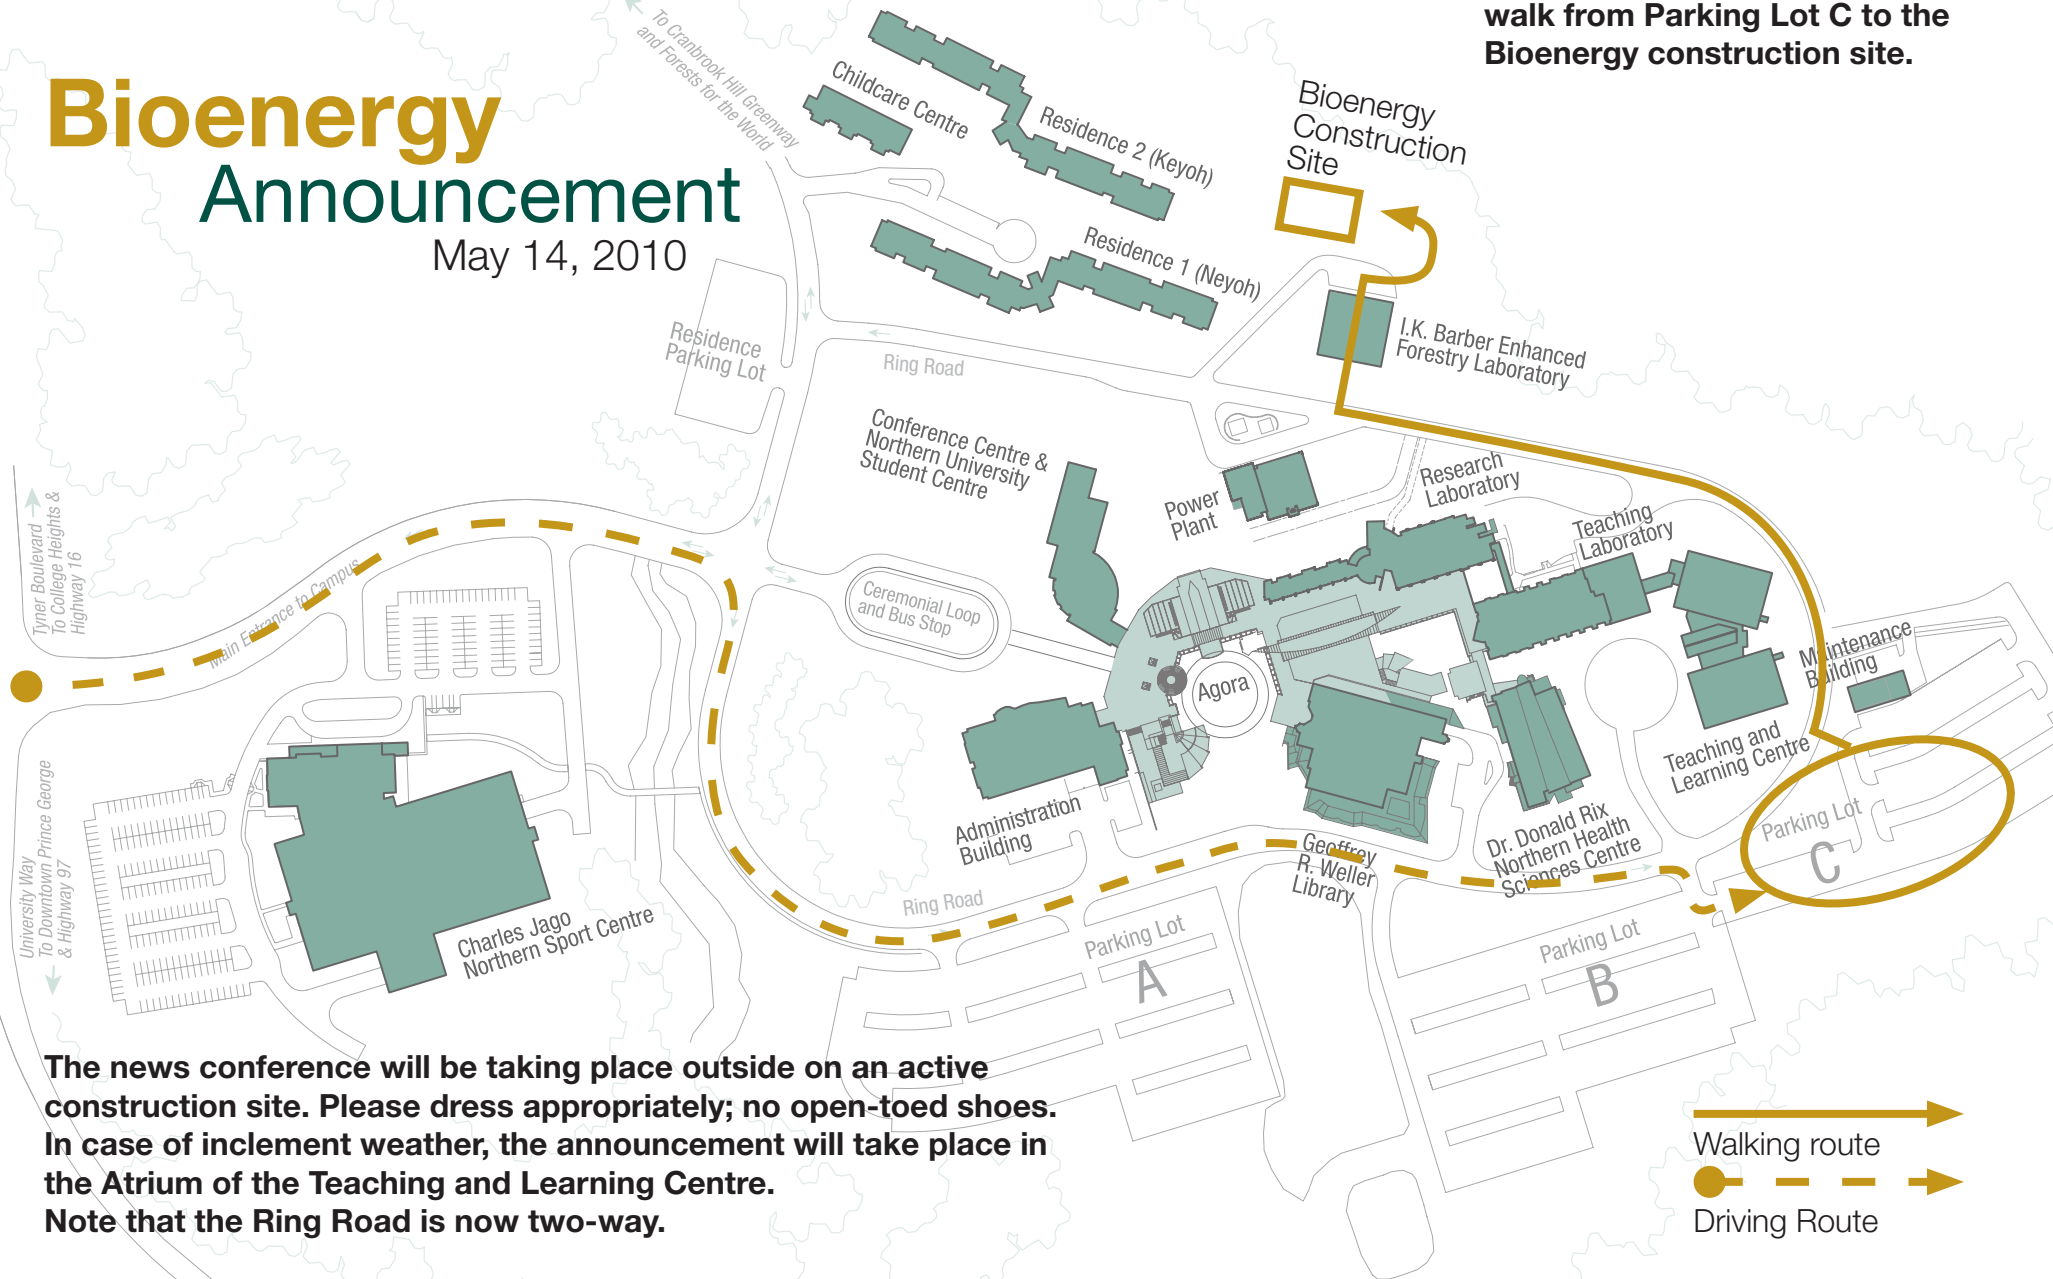 walk from Parking Lot C to the
Bioenergy construction site.
Bioenergy
Announcement
May 14, 2010
To Cranbrook Hill Greenway
and Forests for the World
Childcare Centre
Residence 2 (Keyoh)
Residence 1 (Neyoh)
Bioenergy
Construction
Site
I.K. Barber Enhanced
Forestry Laboratory
Residence
Parking Lot
Ring Road
Conference Centre &
Northern University
Student Centre
Power
Plant
Research
Laboratory
Teaching
Laboratory
Tyner Boulevard
To College Heights &
Highway 16
Main Entrance to Campus
Ceremonial Loop
and Bus Stop
Agora
Maintenance
Building
Teaching and
Learning Centre
Parking Lot
C
University Way
To Downtown Prince George
& Highway 97
Administration
Building
Geoffrey
R. Weller
Library
Dr. Donald Rix
Northern Health
Sciences Centre
Charles Jago
Northern Sport Centre
Ring Road
Parking Lot
A
Parking Lot
B
The news conference will be taking place outside on an active
construction site. Please dress appropriately; no open-toed shoes.
In case of inclement weather, the announcement will take place in
the Atrium of the Teaching and Learning Centre.
Note that the Ring Road is now two-way.
Walking route
Driving Route